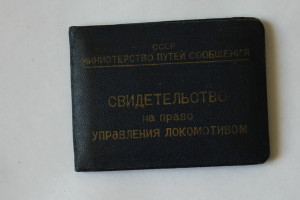 СССР
МИНИСТЕРСТВО ПУТЕЙ СООБЩЕНИЯ
СВИДЕТЕЛЬСТВО
на право
УПРАВЛЕНИЯ ЛОКОМОТИВОМ